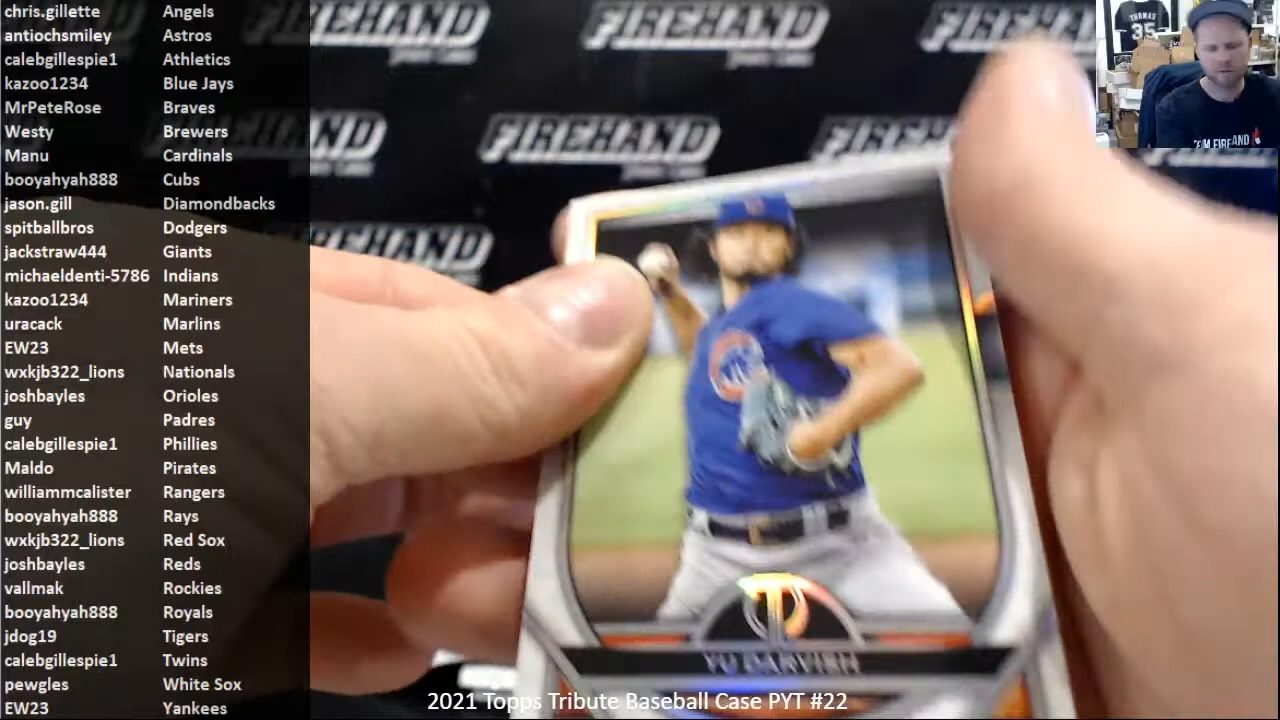 chris.gillette Angels
antiochsmiley Astros
calebgillespie1 Athletics
kazoo1234 Blue Jays
MrPeteRose Braves
Westy Brewers
Manu Cardinals
booyahyah888 Cubs
jason.gill Diamondbacks
spitballbros Dodgers
jackstraw444 Giants
michaeldenti-5786 Indians
kazoo1234 Mariners
uracack Marlins
EW23 Mets
wxkjb322_lions Nationals
joshbayles Orioles
guy Padres
calebgillespie1 Phillies
Maldo Pirates
williammcalister Rangers
booyahyah888 Rays
wxkjb322_lions Red Sox
joshbayles Reds
vallmak Rockies
booyahyah888 Royals
jdog19 Tigers
calebgillespie1 Twins
pewgles White Sox
EW23 Yankees
FIREHAND
FIREHAND
FIREHAND
THOMAS
35
YU DARVISH
2021 Topps Tribute Baseball Case PYT #22